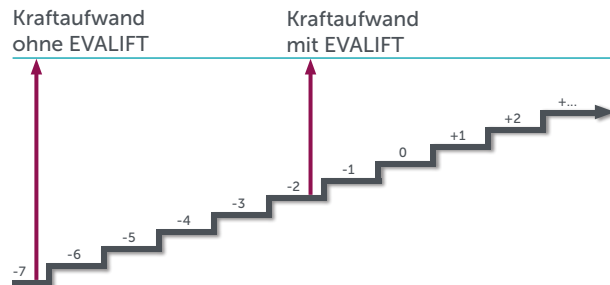 Kraftaufwand
ohne EVALIFT
Kraftaufwand
mit EVALIFT
+...
+2
+1
0
-1
-2
-3
-4
-5
-6
-7